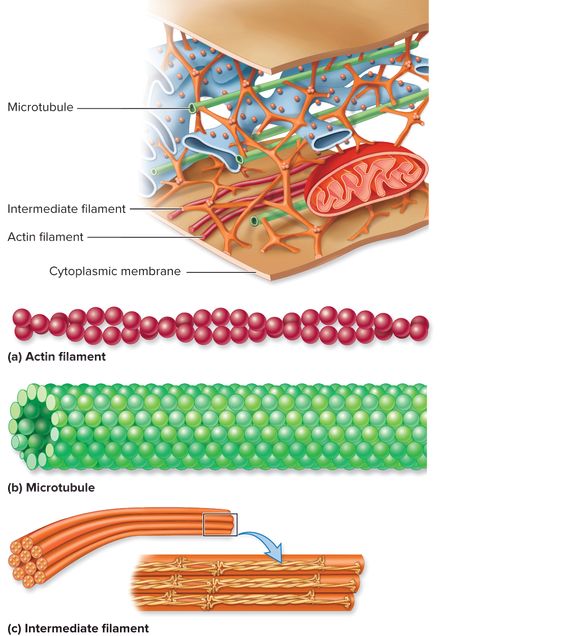 Microtubule
Intermediate filament
Actin filament
Cytoplasmic membrane
(a) Actin filament
(b) Microtubule
(c) Intermediate filament